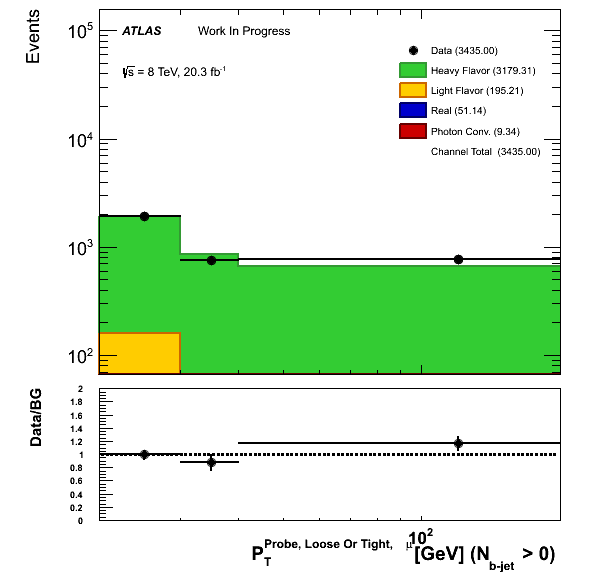 Events
10^5
ATLAS Work In Progress
√s = 8 TeV, 20.3 fb^-1
Data (3435.00)
Heavy Flavor (3179.31)
Light Flavor (195.21)
Real (51.14)
Photon Conv. (9.34)
Channel Total (3435.00)
10^4
10^3
10^2
Data/BG
2
1.8
1.6
1.4
1.2
1
0.8
0.6
0.4
0.2
0
10^2
P_T^Probe, Loose Or Tight, μ [GeV] (N_b-jet > 0)